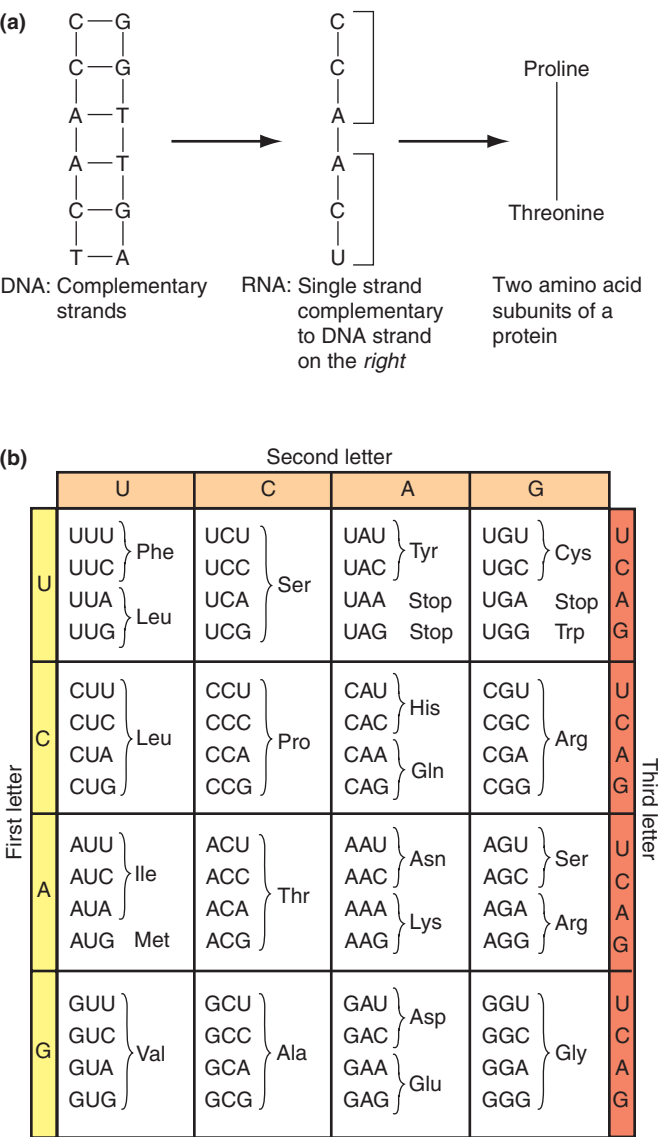 (a)
C G C
C G C Proline
A T A
A T A
C G C Threonine
T A U
DNA: Complementary
strands
RNA: Single strand
complementary
to DNA strand
on the right
Two amino acid
subunits of a
protein
(b)
Second letter
U C A G
First letter
Third letter
U
UUU
UUC
Phe
UUA
UUG
Leu
UCU
UCC
UCA
UCG
Ser
UAU
UAC
Tyr
UAA Stop
UAG Stop
UGU
UGC
Cys
UGA Stop
UGG Trp
U
C
A
G
C
CUU
CUC
CUA
CUG
Leu
CCU
CCC
CCA
CCG
Pro
CAU
CAC
His
CAA
CAG
Gln
CGU
CGC
CGA
CGG
Arg
U
C
A
G
A
AUU
AUC
AUA
Ile
AUG Met
ACU
ACC
ACA
ACG
Thr
AAU
AAC
Asn
AAA
AAG
Lys
AGU
AGC
Ser
AGA
AGG
Arg
U
C
A
G
G
GUU
GUC
GUA
GUG
Val
GCU
GCC
GCA
GCG
Ala
GAU
GAC
Asp
GAA
GAG
Glu
GGU
GGC
GGA
GGG
Gly
U
C
A
G